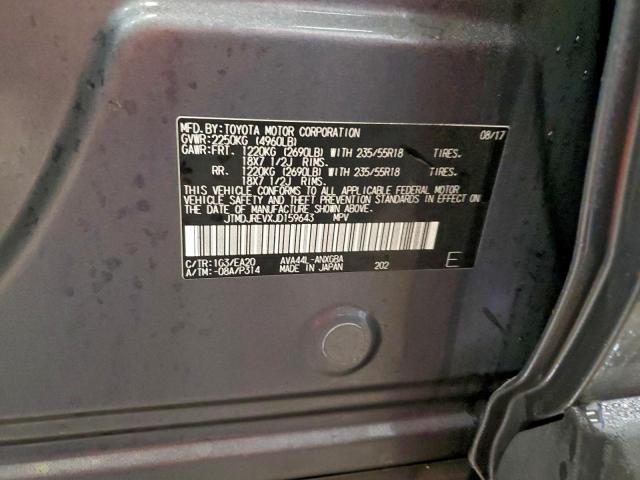 MFD. BY: TOYOTA MOTOR CORPORATION 08/17
GVWR: 2250KG (4960LB)
GAWR: FRT. 1220KG (2690LB) WITH 235/55R18 TIRES.
18X7 1/2J RIMS.
RR. 1220KG (2690LB) WITH 235/55R18 TIRES.
18X7 1/2J RIMS.
THIS VEHICLE CONFORMS TO ALL APPLICABLE FEDERAL MOTOR
VEHICLE SAFETY AND THEFT PREVENTION STANDARDS IN EFFECT ON
THE DATE OF MANUFACTURE SHOWN ABOVE.
JTMDJREVXJD159643 MPV
C/TR: 1G3/EA20 AVA44L-ANXGBA
A/TM: -08A/P314 MADE IN JAPAN 202 E